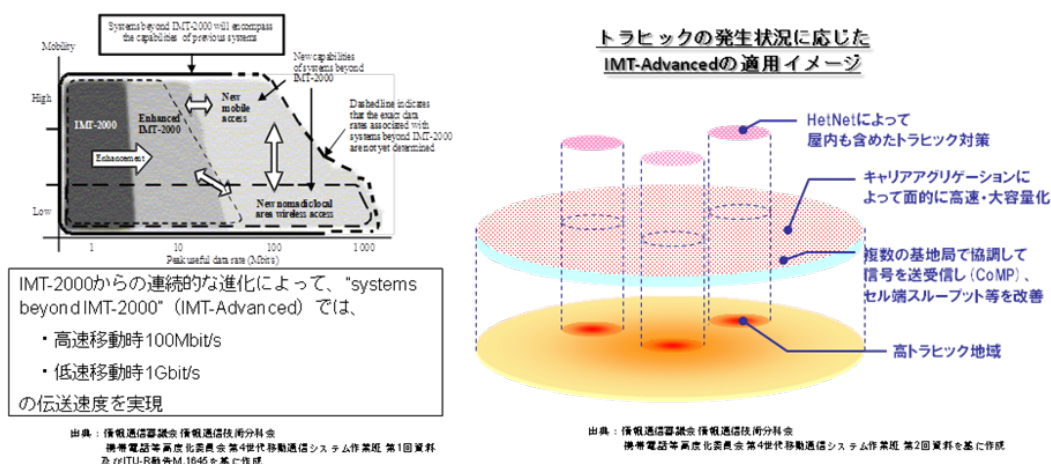 Systems beyond IMT-2000 will encompass
the capabilities of previous systems
Mobility
High
Low
IMT-2000
Enhanced
IMT-2000
Enhancement
New
mobile
access
New capabilities
of systems beyond
IMT-2000
Dashed line indicates
that the exact data
rates associated with
systems beyond IMT-2000
are not yet determined
New nomadic local
area wireless access
1
10
100
1 000
Peak useful data rate (Mbit/s)
IMT-2000からの連続的な進化によって、"systems
beyond IMT-2000"（IMT-Advanced）では、
・高速移動時100Mbit/s
・低速移動時1Gbit/s
の伝送速度を実現
出典：情報通信審議会 情報通信技術分科会
携帯電話等高度化委員会 第4世代移動通信システム作業班 第1回資料
及びITU-R勧告M.1645を基に作成
トラヒックの発生状況に応じた
IMT-Advancedの適用イメージ
HetNetによって
屋内も含めたトラヒック対策
キャリアアグリゲーションに
よって面的に高速・大容量化
複数の基地局で協調して
信号を送受信し（CoMP）、
セル端スループット等を改善
高トラヒック地域
出典：情報通信審議会 情報通信技術分科会
携帯電話等高度化委員会 第4世代移動通信システム作業班 第2回資料を基に作成